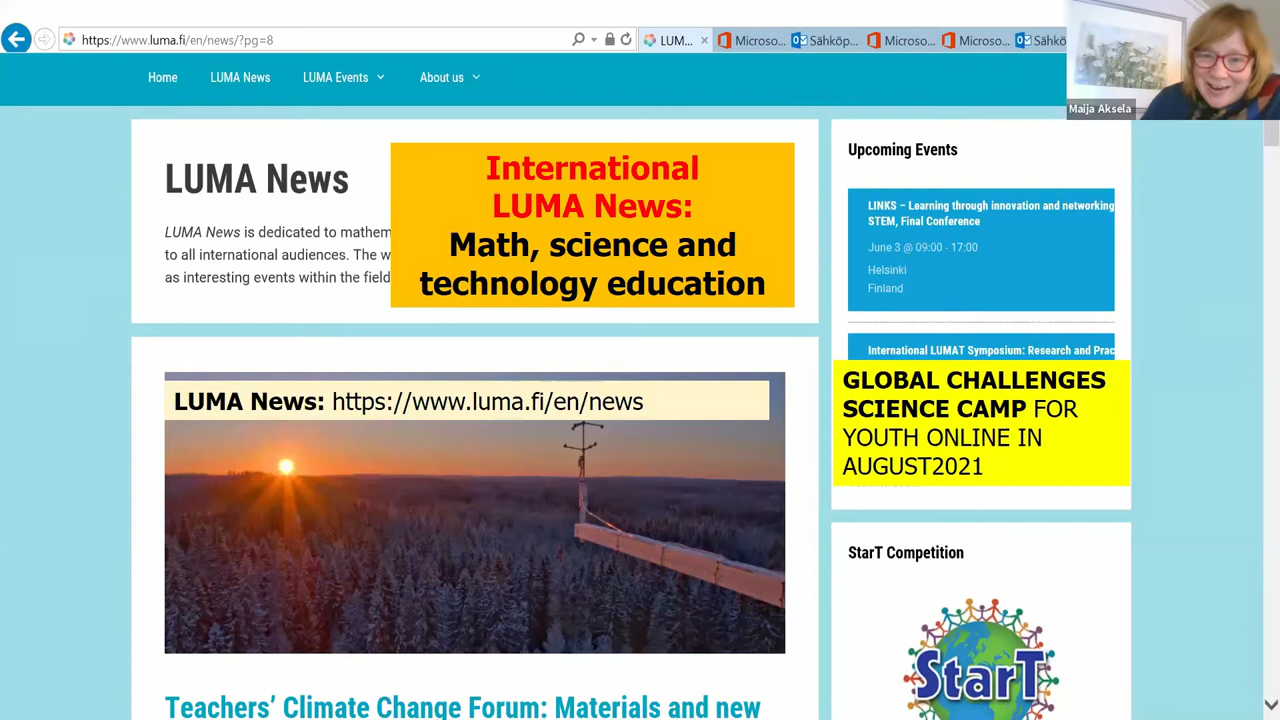 https://www.luma.fi/en/news/?pg=8
LUM...
Microso...
Sähköp...
Microso...
Microso...
Sähkö
Home
LUMA News
LUMA Events
About us
Maija Aksela
LUMA News
LUMA News is dedicated to mathem
to all international audiences. The w
as interesting events within the field
International
LUMA News:
Math, science and
technology education
LUMA News: https://www.luma.fi/en/news
Teachers’ Climate Change Forum: Materials and new
Upcoming Events
LINKS – Learning through innovation and networking
STEM, Final Conference
June 3 @ 09:00 - 17:00
Helsinki
Finland
International LUMAT Symposium: Research and Prac
GLOBAL CHALLENGES
SCIENCE CAMP FOR
YOUTH ONLINE IN
AUGUST2021
StarT Competition
StarT